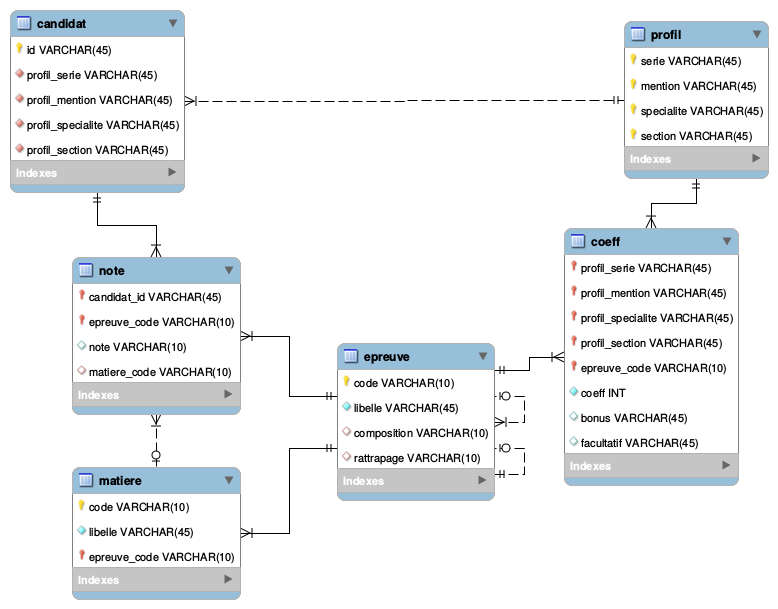 candidat
id VARCHAR(45)
profil_serie VARCHAR(45)
profil_mention VARCHAR(45)
profil_specialite VARCHAR(45)
profil_section VARCHAR(45)
Indexes
profil
serie VARCHAR(45)
mention VARCHAR(45)
specialite VARCHAR(45)
section VARCHAR(45)
Indexes
note
candidat_id VARCHAR(45)
epreuve_code VARCHAR(10)
note VARCHAR(10)
matiere_code VARCHAR(10)
Indexes
epreuve
code VARCHAR(10)
libelle VARCHAR(45)
composition VARCHAR(10)
rattrapage VARCHAR(10)
Indexes
coeff
profil_serie VARCHAR(45)
profil_mention VARCHAR(45)
profil_specialite VARCHAR(45)
profil_section VARCHAR(45)
epreuve_code VARCHAR(10)
coeff INT
bonus VARCHAR(45)
facultatif VARCHAR(45)
Indexes
matiere
code VARCHAR(10)
libelle VARCHAR(45)
epreuve_code VARCHAR(10)
Indexes